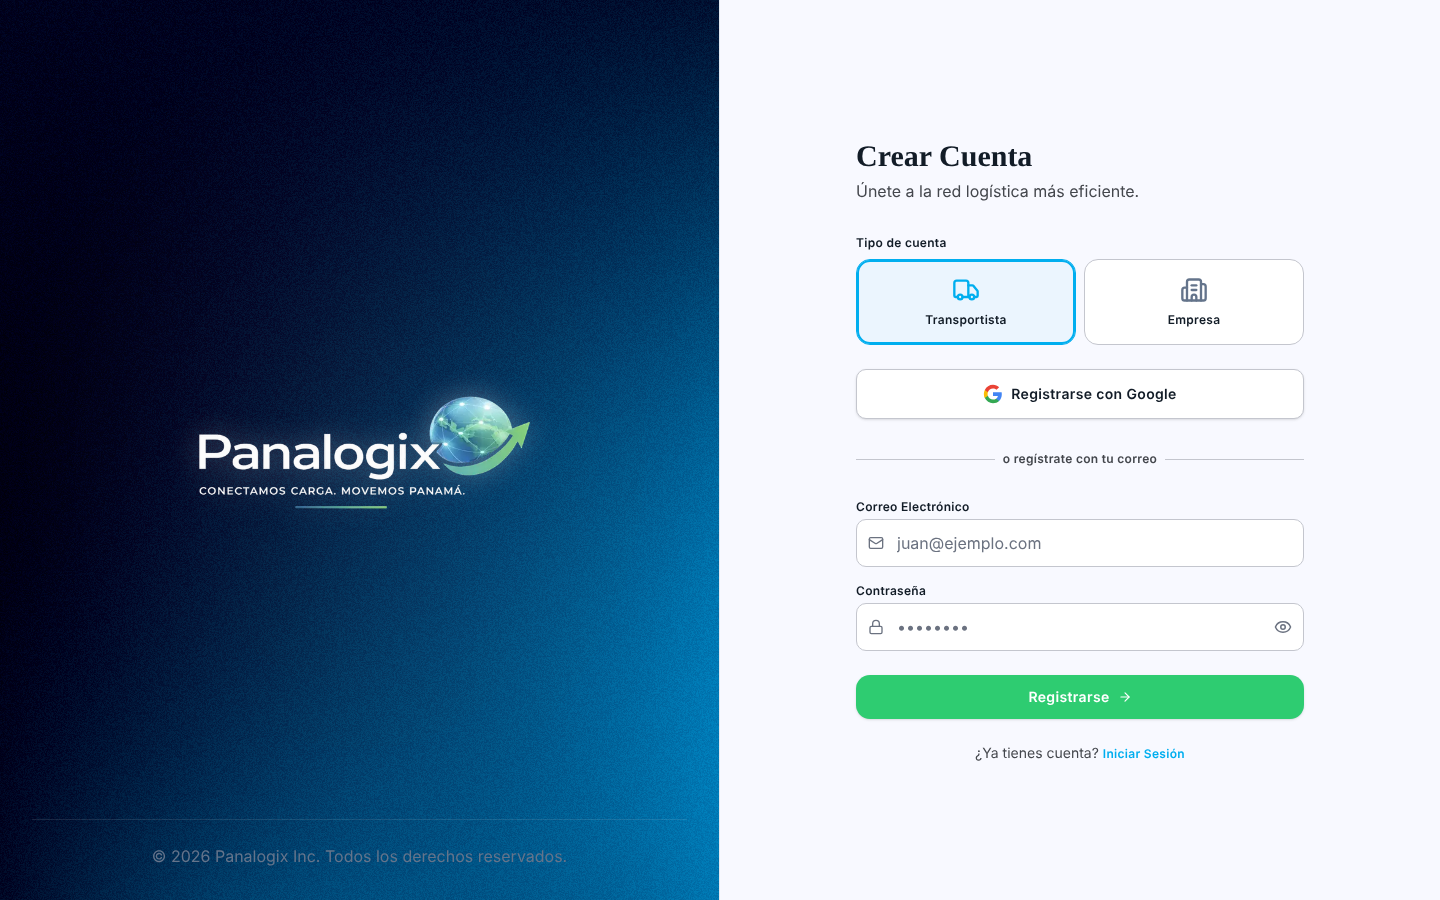 Panalogix
CONECTAMOS CARGA. MOVEMOS PANAMÁ.
© 2026 Panalogix Inc. Todos los derechos reservados.
Crear Cuenta
Únete a la red logística más eficiente.
Tipo de cuenta
Transportista
Empresa
Registrarse con Google
o regístrate con tu correo
Correo Electrónico
juan@ejemplo.com
Contraseña
••••••••
Registrarse →
¿Ya tienes cuenta? Iniciar Sesión